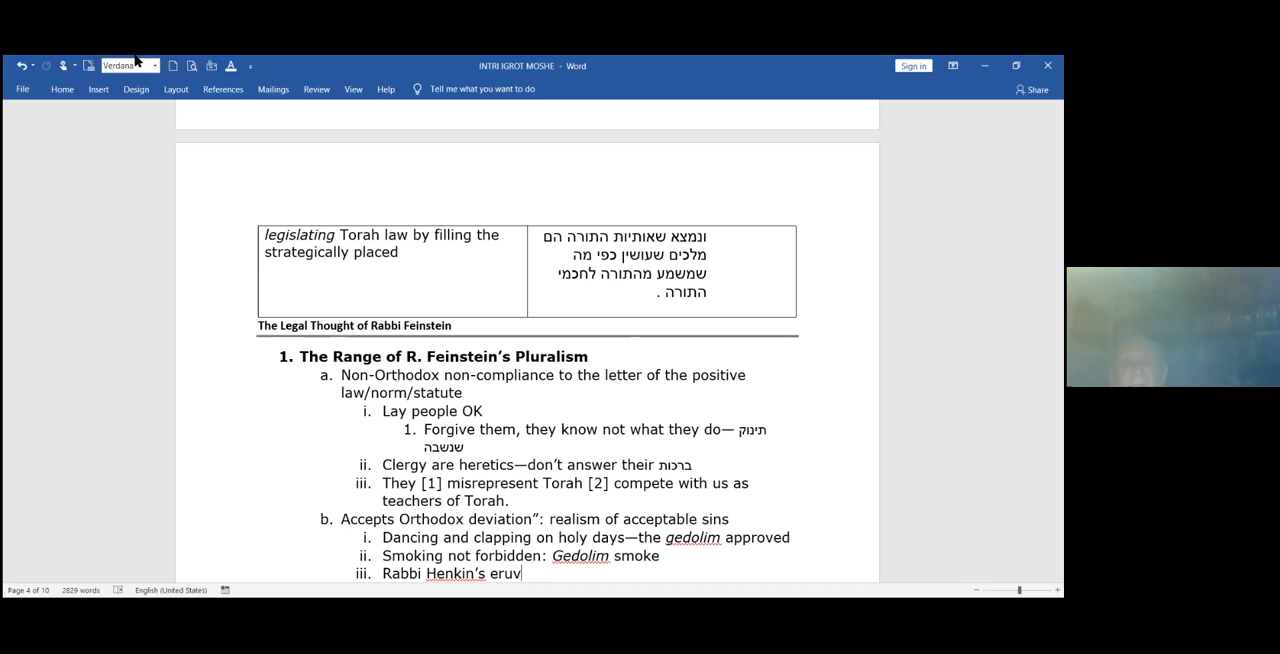 Verdana
INTRI IGROT MOSHE - Word
Sign in
File Home Insert Design Layout References Mailings Review View Help Tell me what you want to do Share
legislating Torah law by filling the
strategically placed
ונמצא שאותיות התורה הם
מלכים שעושין כפי מה
שמשמע מהתורה לחכמי
התורה .
The Legal Thought of Rabbi Feinstein
1. The Range of R. Feinstein’s Pluralism
a. Non-Orthodox non-compliance to the letter of the positive
law/norm/statute
i. Lay people OK
1. Forgive them, they know not what they do— תינוק
שנשבה
ii. Clergy are heretics—don’t answer their ברכות
iii. They [1] misrepresent Torah [2] compete with us as
teachers of Torah.
b. Accepts Orthodox deviation”: realism of acceptable sins
i. Dancing and clapping on holy days—the gedolim approved
ii. Smoking not forbidden: Gedolim smoke
iii. Rabbi Henkin’s eruv
Page 4 of 10 2829 words English (United States)